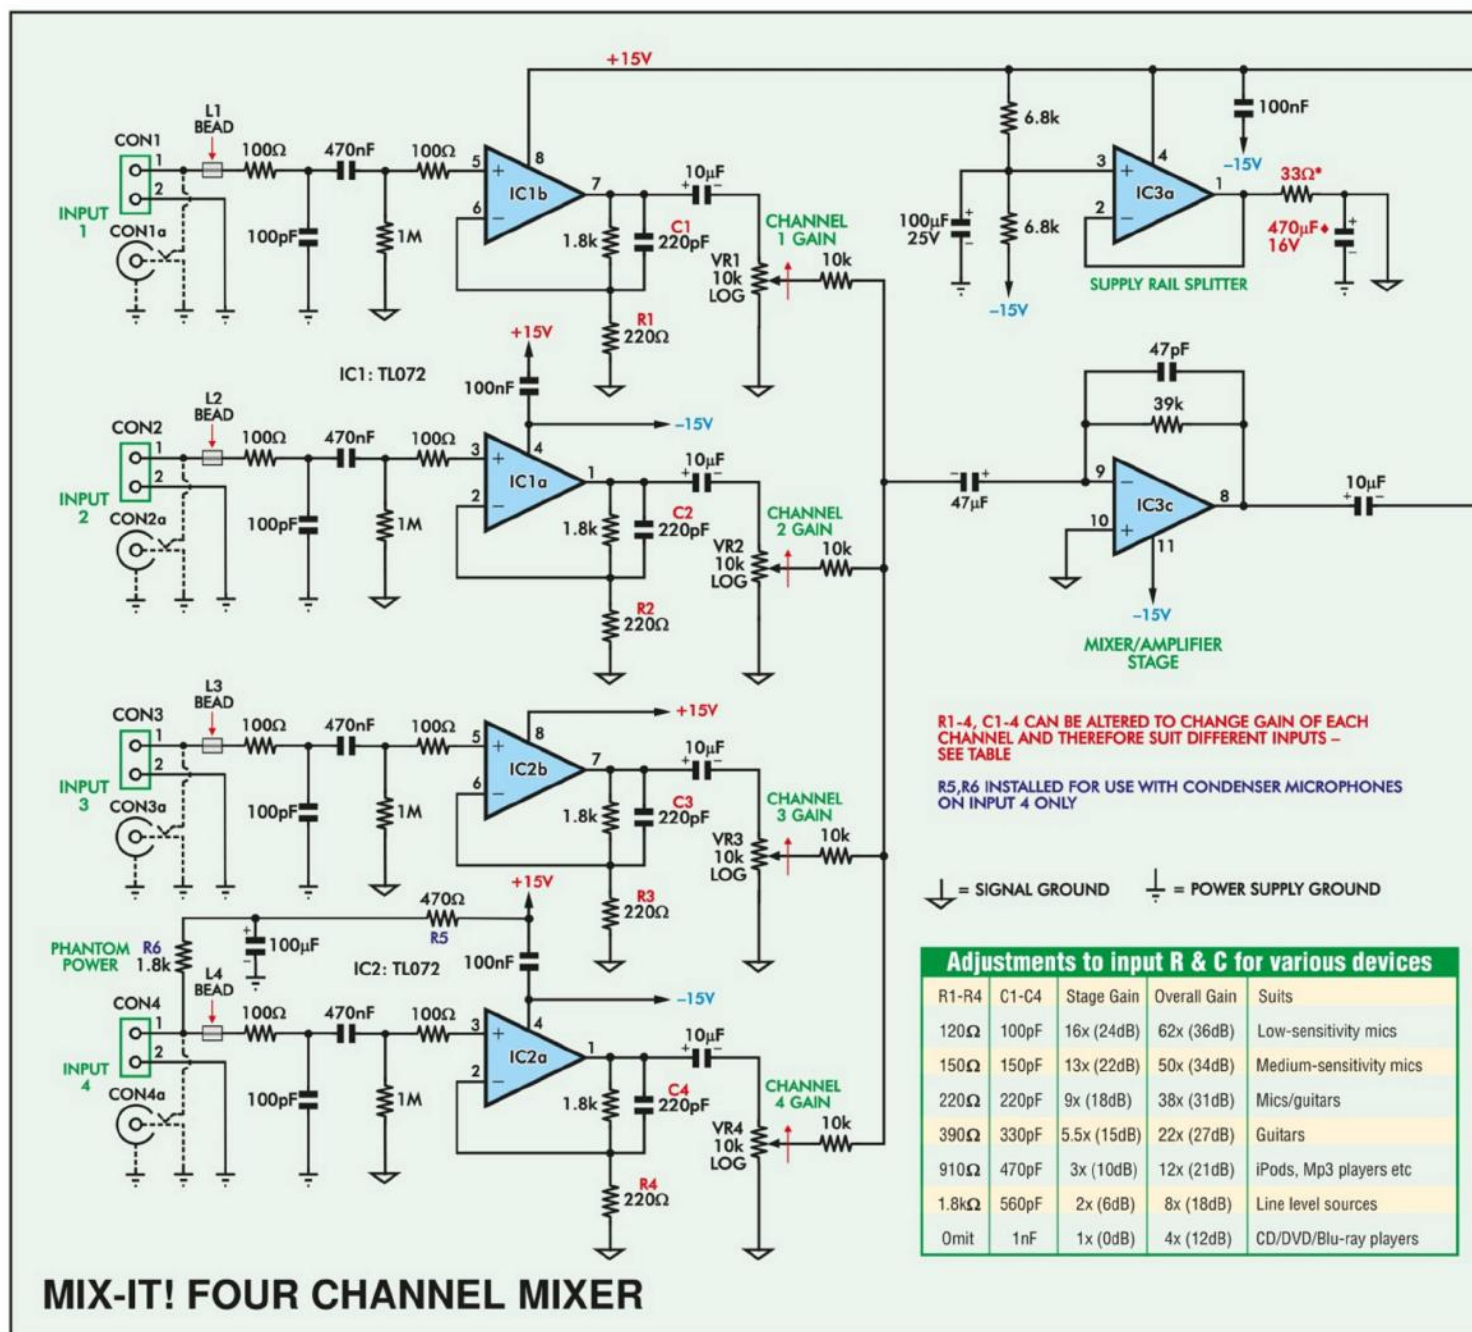 +15V
L1
BEAD
CON1
1
2
100Ω
470nF
100Ω
5
+
8
IC1b
7
6
−
10µF
+
−
INPUT
1
CON1a
100pF
1M
1.8k
C1
220pF
VR1
10k
LOG
CHANNEL
1 GAIN
10k
R1
220Ω
6.8k
100nF
−15V
3
+
4
IC3a
1
2
−
33Ω*
100µF
25V
+
−
6.8k
470µF♦
16V
+
−
SUPPLY RAIL SPLITTER
−15V
IC1: TL072
+15V
100nF
L2
BEAD
CON2
1
2
100Ω
470nF
100Ω
3
+
4
−15V
IC1a
1
2
−
10µF
+
−
INPUT
2
CON2a
100pF
1M
1.8k
C2
220pF
VR2
10k
LOG
CHANNEL
2 GAIN
10k
R2
220Ω
47pF
39k
−
+
47µF
9
−
IC3c
8
10
+
11
10µF
+
−
−15V
MIXER/AMPLIFIER
STAGE
L3
BEAD
CON3
1
2
100Ω
470nF
100Ω
5
+
8
+15V
IC2b
7
6
−
10µF
+
−
INPUT
3
CON3a
100pF
1M
1.8k
C3
220pF
VR3
10k
LOG
CHANNEL
3 GAIN
10k
R3
220Ω
R1-4, C1-4 CAN BE ALTERED TO CHANGE GAIN OF EACH
CHANNEL AND THEREFORE SUIT DIFFERENT INPUTS –
SEE TABLE
R5,R6 INSTALLED FOR USE WITH CONDENSER MICROPHONES
ON INPUT 4 ONLY
= SIGNAL GROUND
= POWER SUPPLY GROUND
+15V
470Ω
R5
PHANTOM
POWER
R6
1.8k
+
−
100µF
IC2: TL072
100nF
L4
BEAD
CON4
1
2
100Ω
470nF
100Ω
3
+
4
−15V
IC2a
1
2
−
10µF
+
−
INPUT
4
CON4a
100pF
1M
1.8k
C4
220pF
VR4
10k
LOG
CHANNEL
4 GAIN
10k
R4
220Ω
Adjustments to input R & C for various devices
R1-R4 C1-C4 Stage Gain Overall Gain Suits
120Ω 100pF 16x (24dB) 62x (36dB) Low-sensitivity mics
150Ω 150pF 13x (22dB) 50x (34dB) Medium-sensitivity mics
220Ω 220pF 9x (18dB) 38x (31dB) Mics/guitars
390Ω 330pF 5.5x (15dB) 22x (27dB) Guitars
910Ω 470pF 3x (10dB) 12x (21dB) iPods, Mp3 players etc
1.8kΩ 560pF 2x (6dB) 8x (18dB) Line level sources
Omit 1nF 1x (0dB) 4x (12dB) CD/DVD/Blu-ray players
MIX-IT! FOUR CHANNEL MIXER